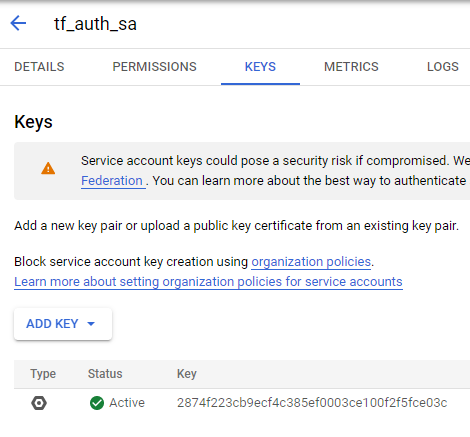 tf_auth_sa
DETAILS PERMISSIONS KEYS METRICS LOGS
Keys
Service account keys could pose a security risk if compromised. We
Federation . You can learn more about the best way to authenticate
Add a new key pair or upload a public key certificate from an existing key pair.
Block service account key creation using organization policies.
Learn more about setting organization policies for service accounts
ADD KEY
Type Status Key
Active 2874f223cb9ecf4c385ef0003ce100f2f5fce03c